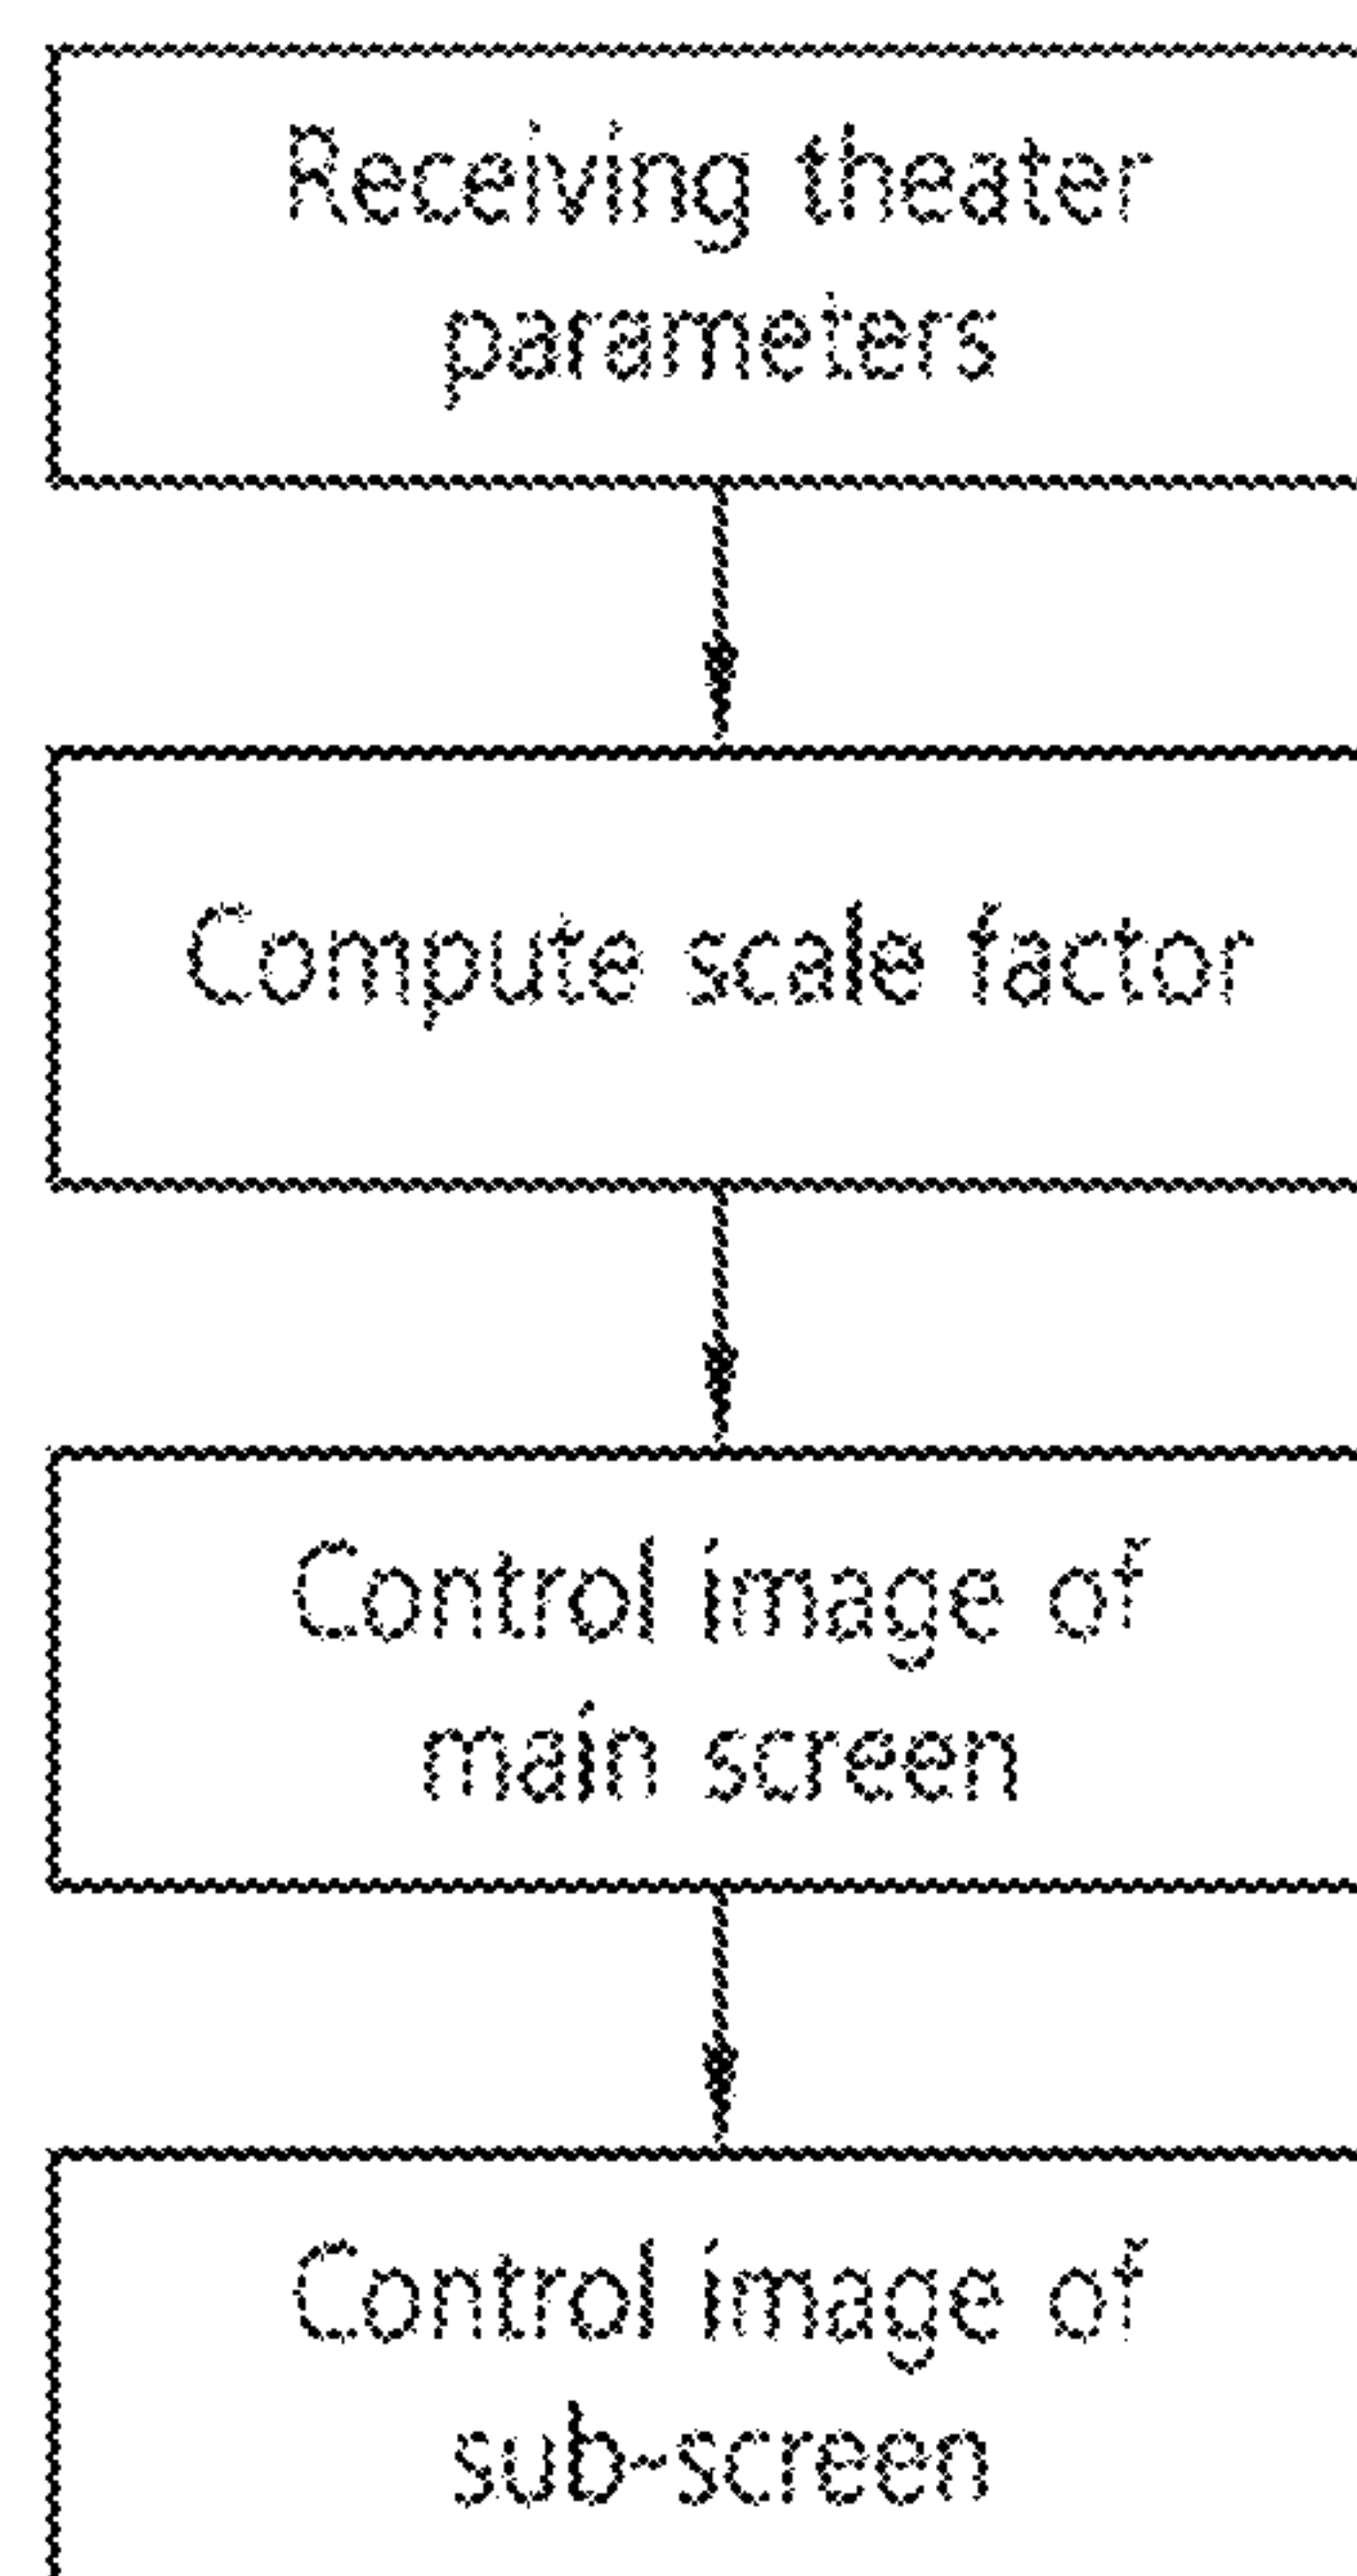 Receiving theater
parameters
Compute scale factor
Control image of
main screen
Control image of
sub-screen